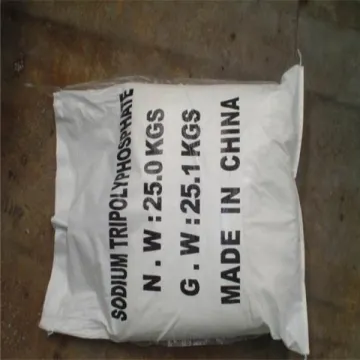 SODIUM TRIPOLYPHOSPHATE
N . W : 25.0 KGS
G . W : 25.1 KGS
MADE IN CHINA